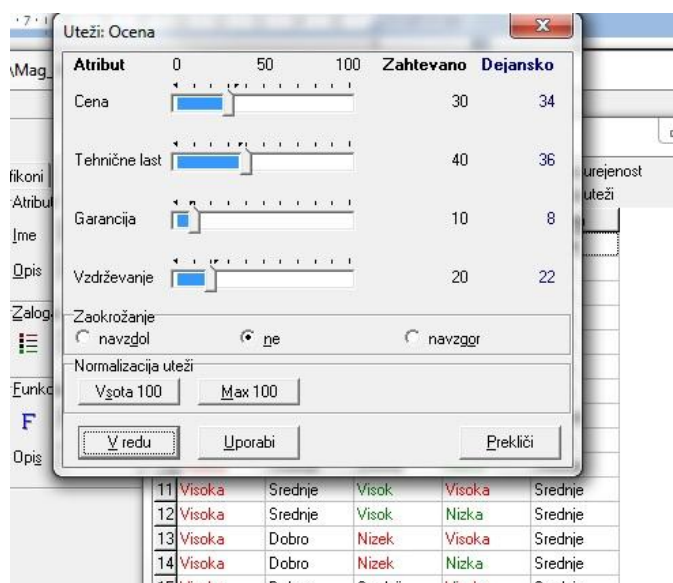 · 7 · ı
Uteži: Ocena
\Mag_
Atribut 0 50 100 Zahtevano Dejansko
Cena 30 34
Tehnične last 40 36
Garancija 10 8
Vzdrževanje 20 22
fikoni
Atribu
Ime
Opis
Zalog
Funkc
F
Opis
urejenost
uteži
Zaokrožanje
navzdol ne navzgor
Normalizacija uteži
Vsota 100 Max 100
V redu Uporabi Prekliči
11 Visoka Srednje Visok Visoka Srednje
12 Visoka Srednje Visok Nizka Srednje
13 Visoka Dobro Nizek Visoka Srednje
14 Visoka Dobro Nizek Nizka Srednje